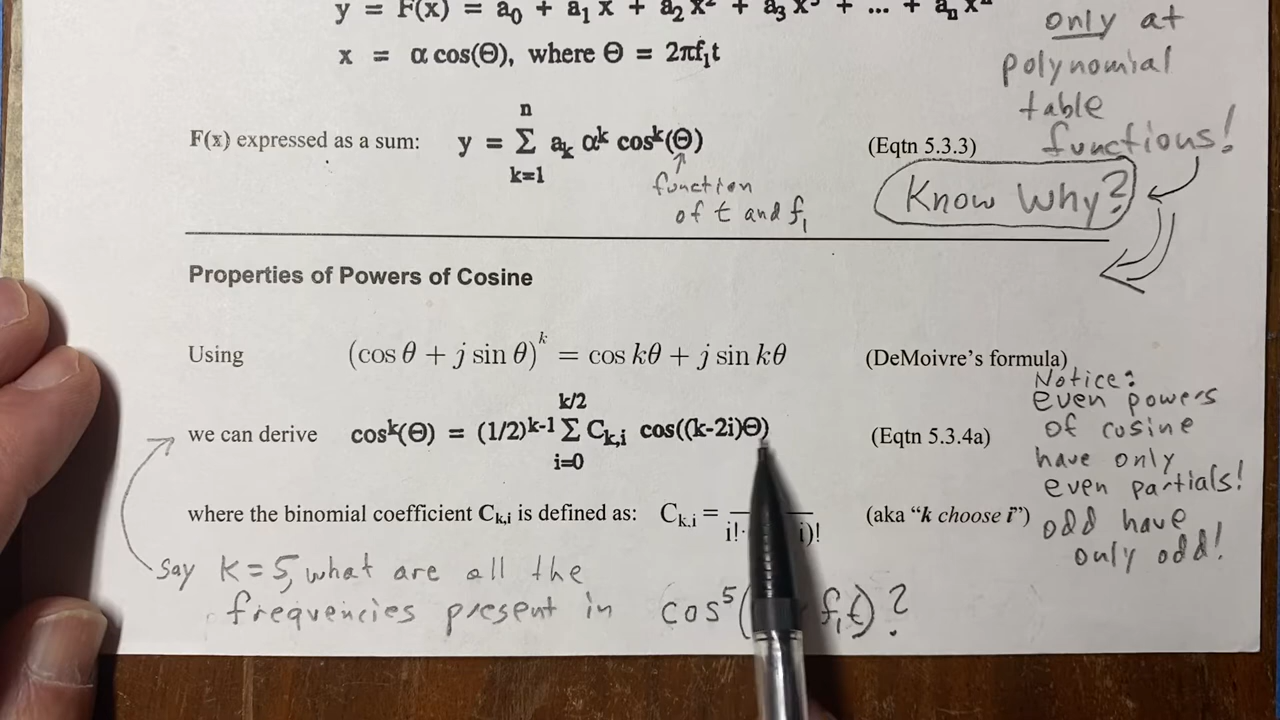 y = F(x) = a₀ + a₁ x + a₂ x² + a₃ x³ + ... + aₙ xⁿ
x = α cos(Θ), where Θ = 2πf₁t
only at
polynomial
table
functions!
F(x) expressed as a sum: y = Σ aₖ αᵏ cosᵏ(Θ) (Eqtn 5.3.3)
n
k=1
function
of t and f₁
Know Why?
Properties of Powers of Cosine
Using (cos θ + j sin θ)ᵏ = cos kθ + j sin kθ (DeMoivre's formula)
we can derive cosᵏ(Θ) = (1/2)ᵏ⁻¹ Σ Cₖ,ᵢ cos((k-2i)Θ) (Eqtn 5.3.4a)
k/2
i=0
where the binomial coefficient Cₖ,ᵢ is defined as: Cₖ,ᵢ = (aka "k choose i")
i!· i)!
Notice:
even powers
of cosine
have only
even partials!
odd have
only odd!
Say k=5, what are all the
frequencies present in cos⁵( f₁t)?